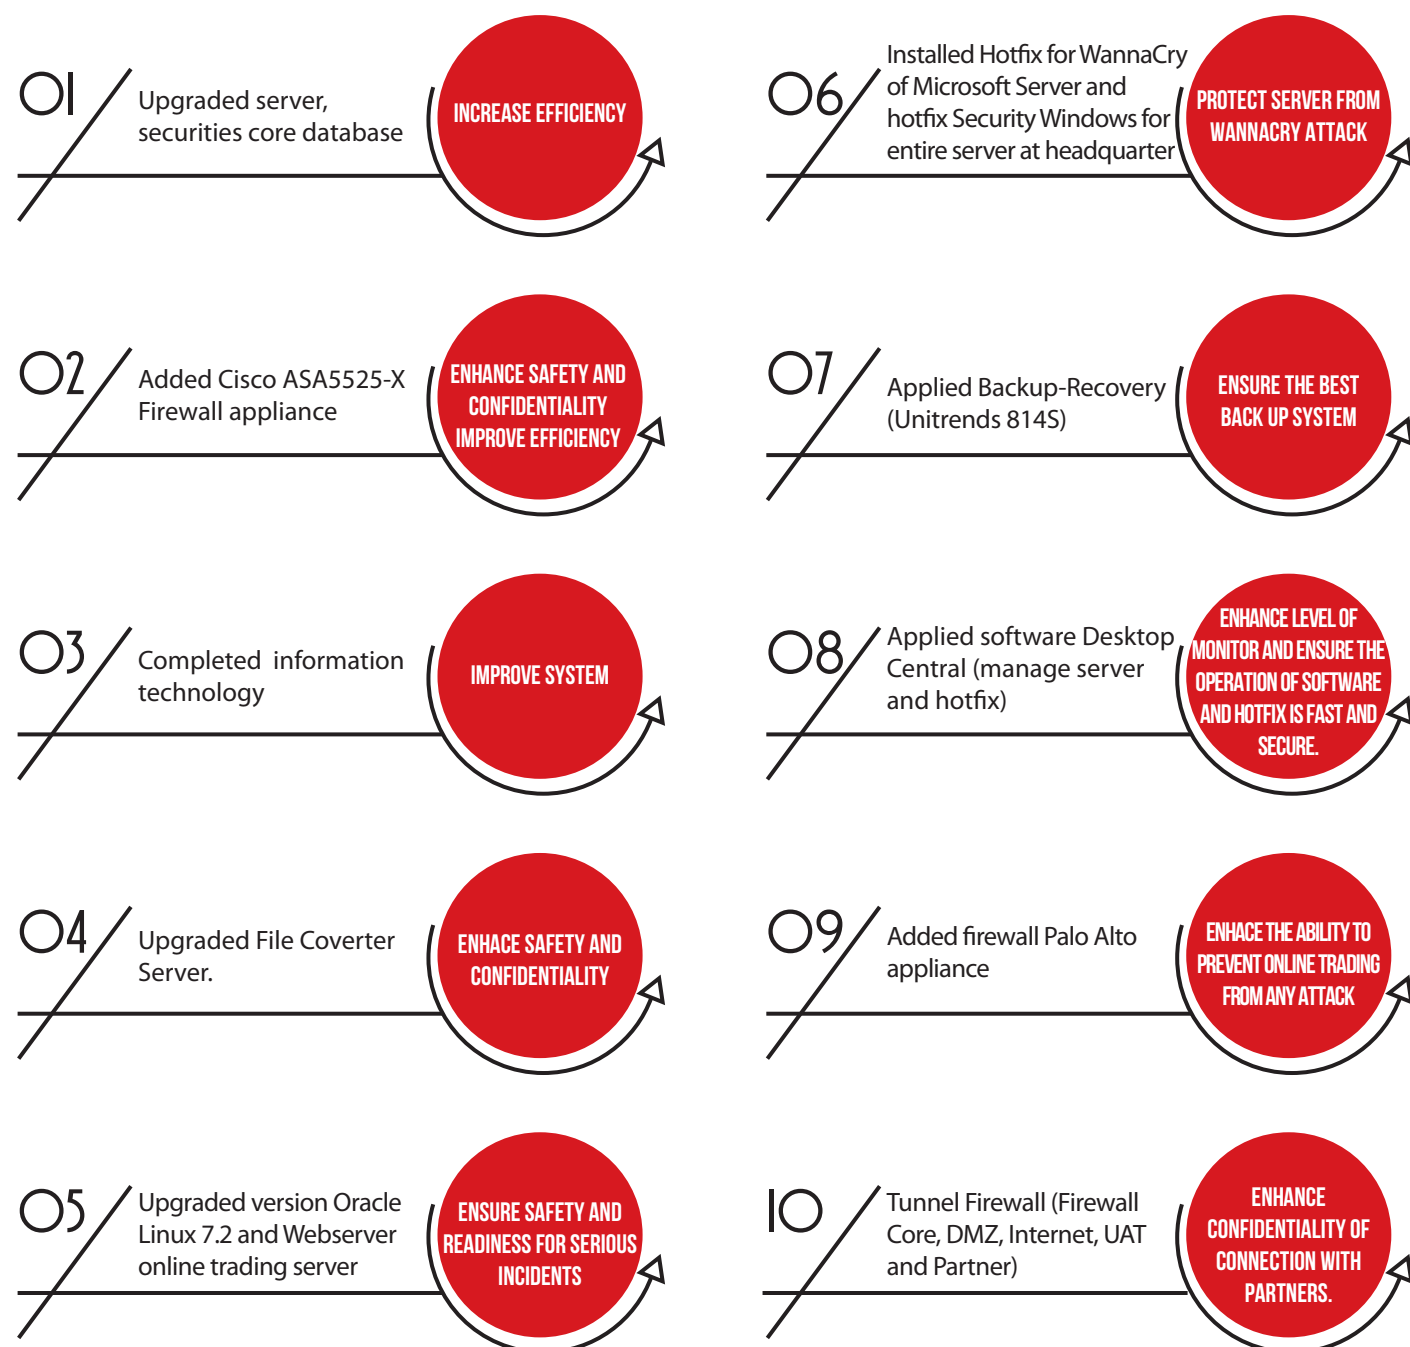 01
Upgraded server,
securities core database
INCREASE EFFICIENCY
02
Added Cisco ASA5525-X
Firewall appliance
ENHANCE SAFETY AND
CONFIDENTIALITY
IMPROVE EFFICIENCY
03
Completed information
technology
IMPROVE SYSTEM
04
Upgraded File Coverter
Server.
ENHACE SAFETY AND
CONFIDENTIALITY
05
Upgraded version Oracle
Linux 7.2 and Webserver
online trading server
ENSURE SAFETY AND
READINESS FOR SERIOUS
INCIDENTS
06
Installed Hotfix for WannaCry
of Microsoft Server and
hotfix Security Windows for
entire server at headquarter
PROTECT SERVER FROM
WANNACRY ATTACK
07
Applied Backup-Recovery
(Unitrends 814S)
ENSURE THE BEST
BACK UP SYSTEM
08
Applied software Desktop
Central (manage server
and hotfix)
ENHANCE LEVEL OF
MONITOR AND ENSURE THE
OPERATION OF SOFTWARE
AND HOTFIX IS FAST AND
SECURE.
09
Added firewall Palo Alto
appliance
ENHACE THE ABILITY TO
PREVENT ONLINE TRADING
FROM ANY ATTACK
10
Tunnel Firewall (Firewall
Core, DMZ, Internet, UAT
and Partner)
ENHANCE
CONFIDENTIALITY OF
CONNECTION WITH
PARTNERS.